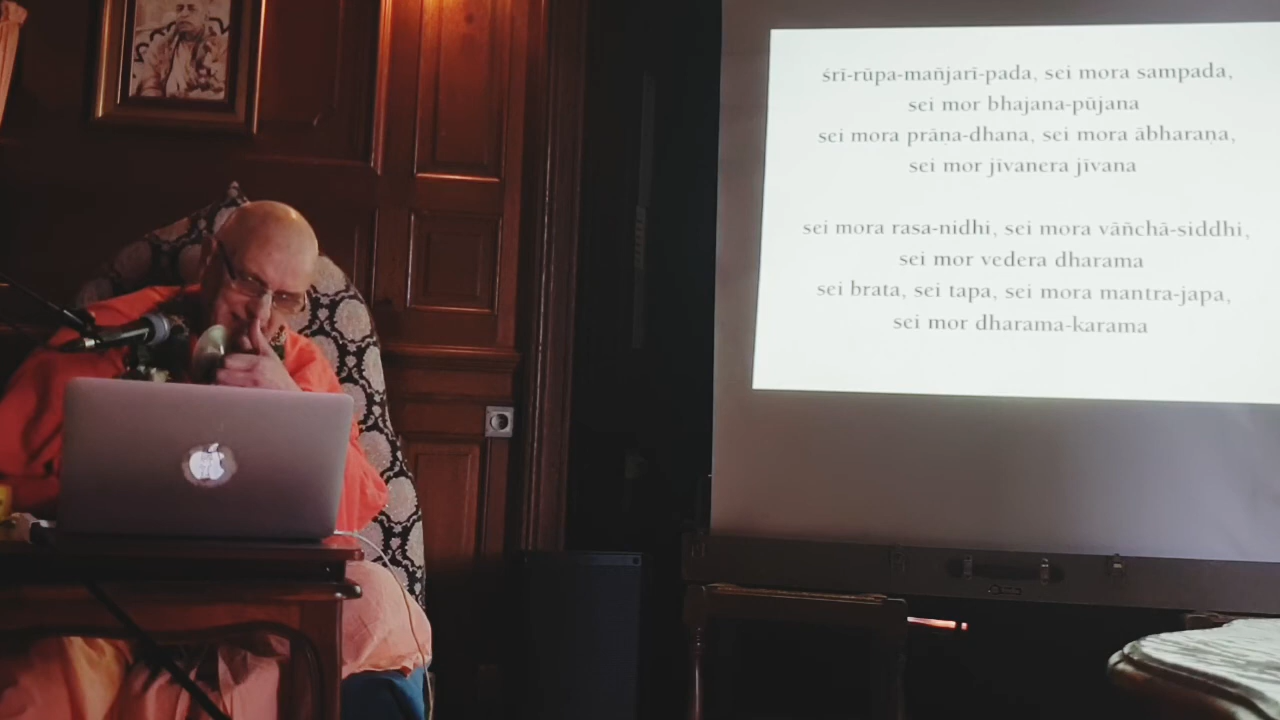 śrī-rūpa-mañjarī-pada, sei mora sampada,
sei mor bhajana-pūjana
sei mora prāṇa-dhana, sei mora ābharaṇa,
sei mor jīvanera jīvana
sei mora rasa-nidhi, sei mora vāñchā-siddhi,
sei mor vedera dharama
sei brata, sei tapa, sei mora mantra-japa,
sei mor dharama-karama